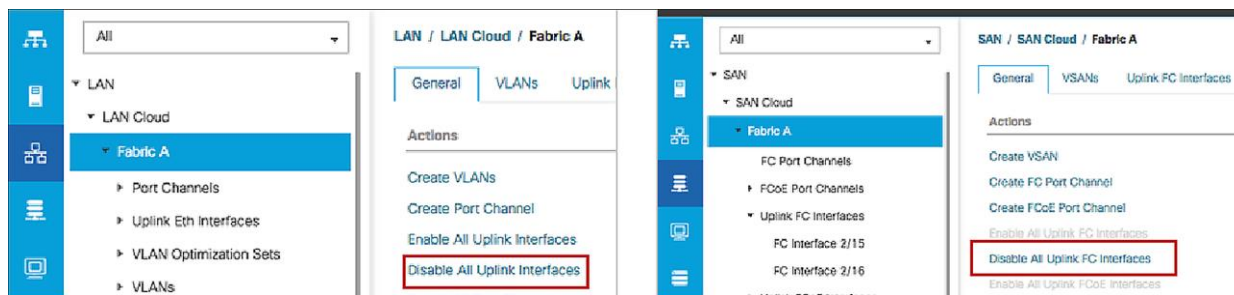 All
LAN
LAN Cloud
Fabric A
Port Channels
Uplink Eth Interfaces
VLAN Optimization Sets
VLANs
LAN / LAN Cloud / Fabric A
General VLANs Uplink
Actions
Create VLANs
Create Port Channel
Enable All Uplink Interfaces
Disable All Uplink Interfaces
All
SAN
SAN Cloud
Fabric A
FC Port Channels
FCoE Port Channels
Uplink FC Interfaces
FC Interface 2/15
FC Interface 2/16
SAN / SAN Cloud / Fabric A
General VSANs Uplink FC Interfaces
Actions
Create VSAN
Create FC Port Channel
Create FCoE Port Channel
Enable All Uplink FC Interfaces
Disable All Uplink FC Interfaces
Enable All Uplink FCoE Interfaces